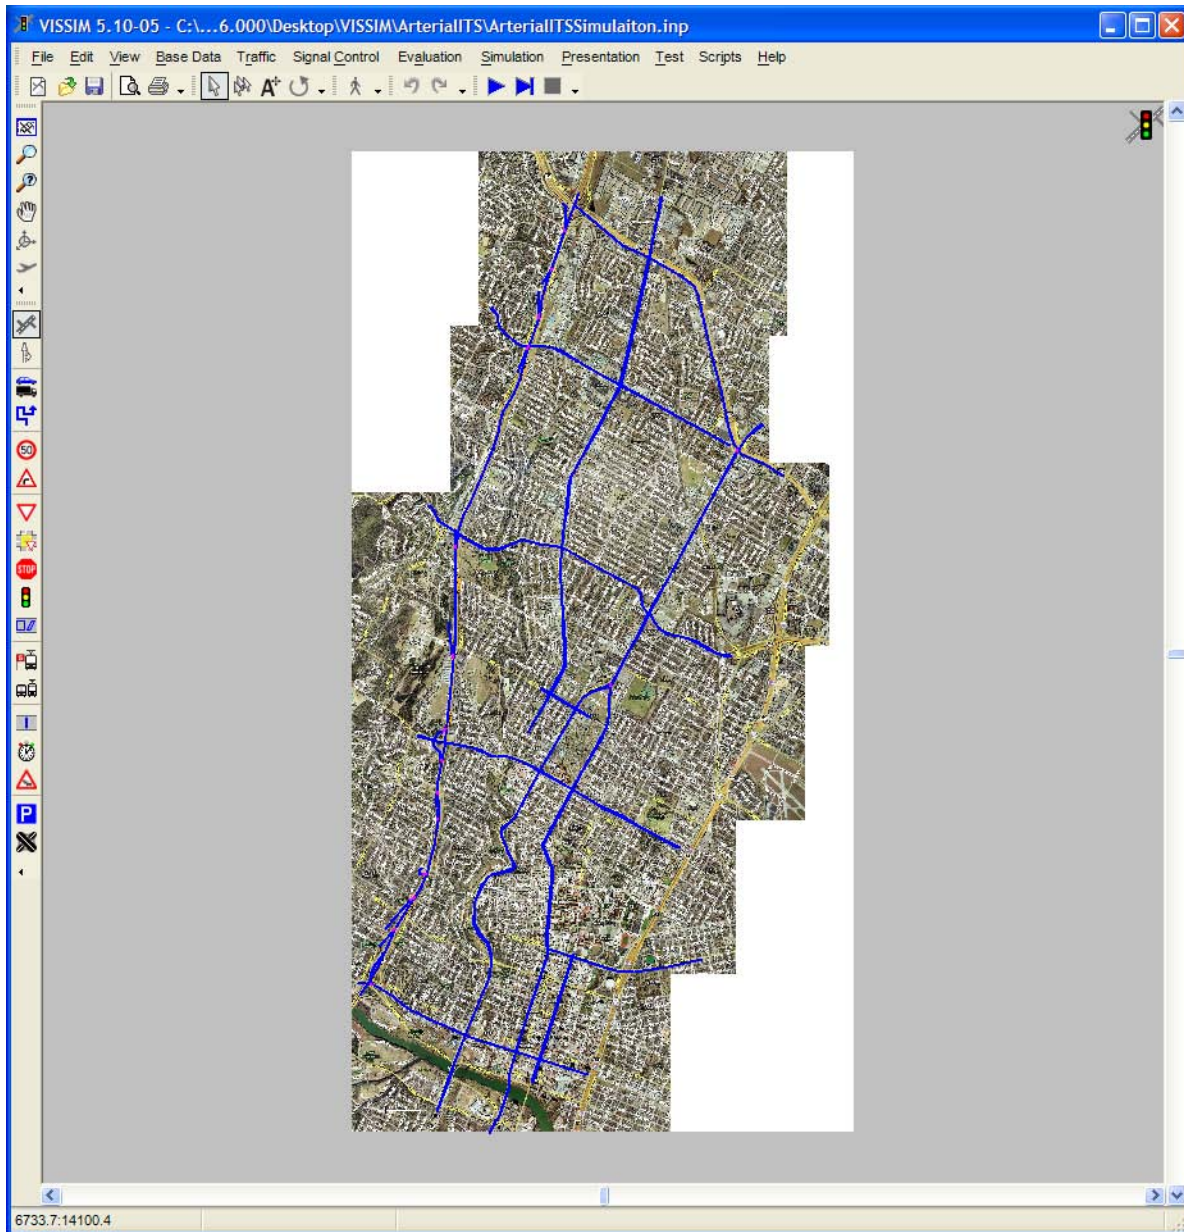 VISSIM 5.10-05 - C:\...6.000\Desktop\VISSIM\ArterialITS\ArterialITSSimulaiton.inp
File Edit View Base Data Traffic Signal Control Evaluation Simulation Presentation Test Scripts Help
50
STOP
P
6733.7:14100.4